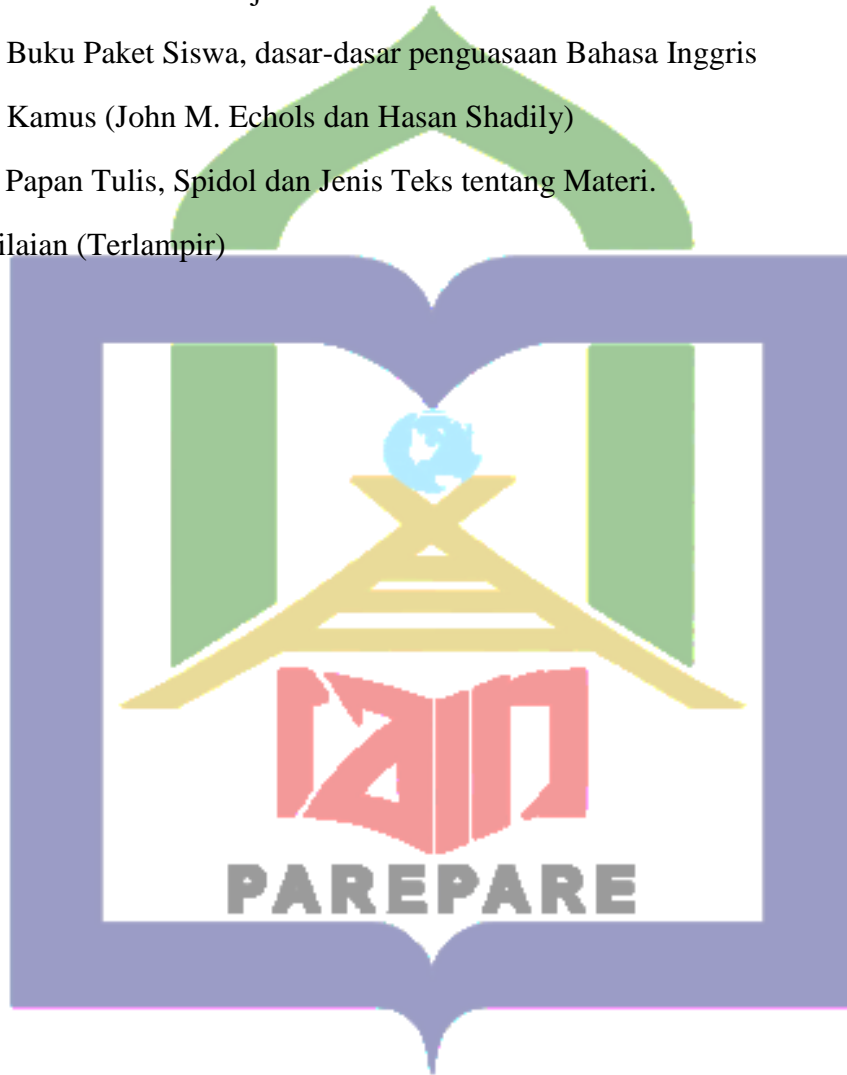 Buku Paket Siswa, dasar-dasar penguasaan Bahasa Inggris
Kamus (John M. Echols dan Hasan Shadily)
Papan Tulis, Spidol dan Jenis Teks tentang Materi.
ilaian (Terlampir)
iain
PAREPARE